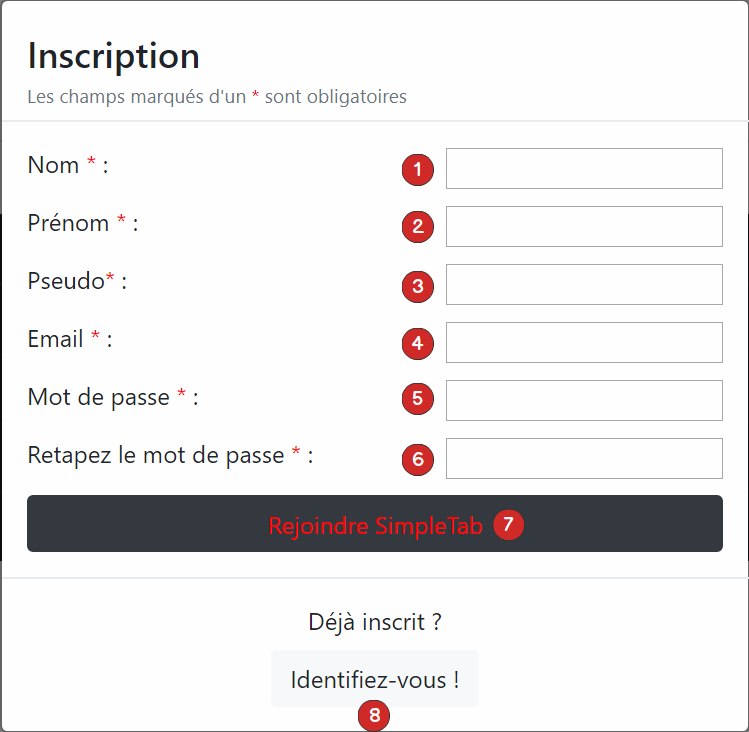 Inscription
Les champs marqués d'un * sont obligatoires
Nom * : 1
Prénom * : 2
Pseudo* : 3
Email * : 4
Mot de passe * : 5
Retapez le mot de passe * : 6
Rejoindre SimpleTab 7
Déjà inscrit ?
Identifiez-vous !
8